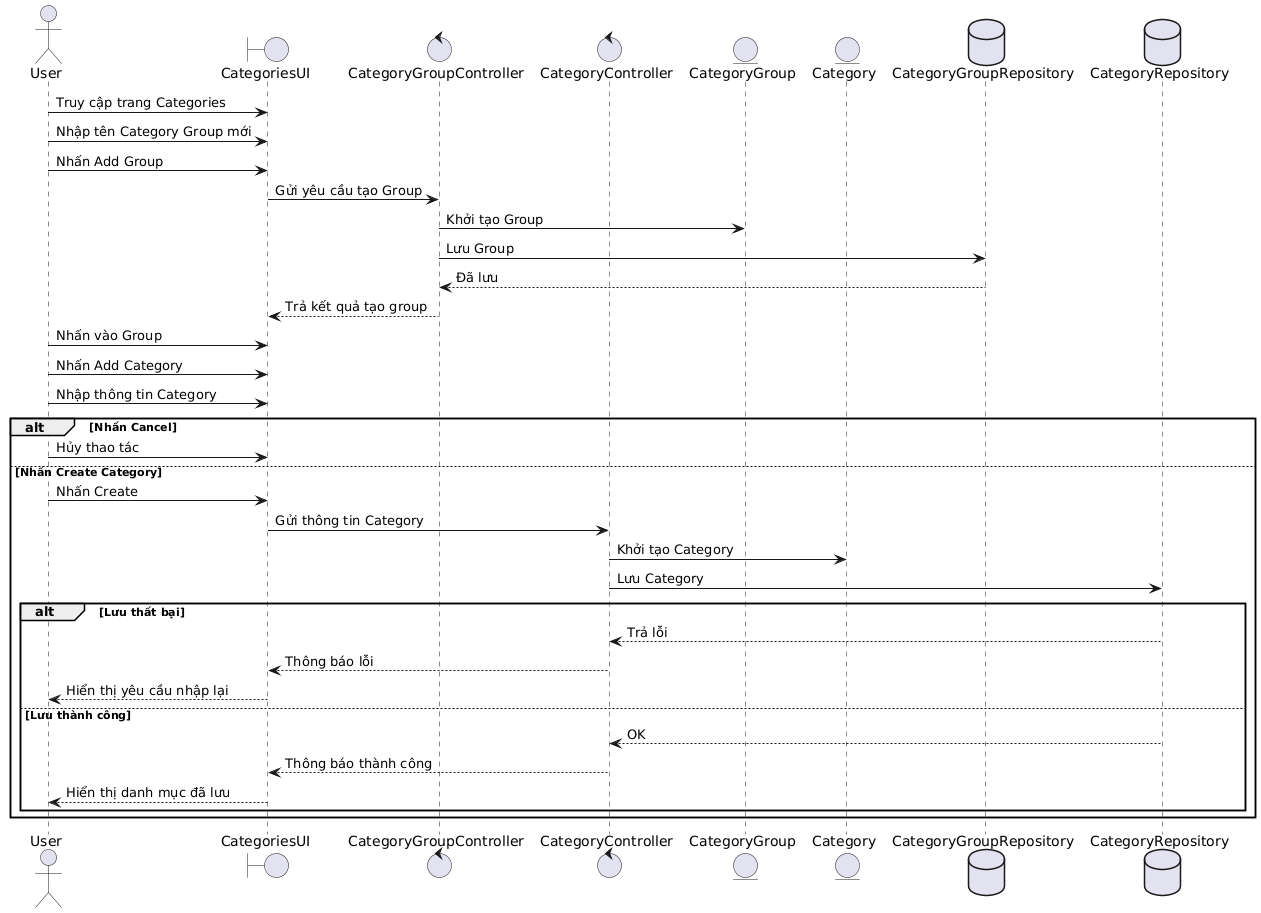 User
CategoriesUI
CategoryGroupController
CategoryController
CategoryGroup
Category
CategoryGroupRepository
CategoryRepository
Truy cập trang Categories
Nhập tên Category Group mới
Nhấn Add Group
Gửi yêu cầu tạo Group
Khởi tạo Group
Lưu Group
Đã lưu
Trả kết quả tạo group
Nhấn vào Group
Nhấn Add Category
Nhập thông tin Category
alt [Nhấn Cancel]
Hủy thao tác
[Nhấn Create Category]
Nhấn Create
Gửi thông tin Category
Khởi tạo Category
Lưu Category
alt [Lưu thất bại]
Trả lỗi
Thông báo lỗi
Hiển thị yêu cầu nhập lại
[Lưu thành công]
OK
Thông báo thành công
Hiển thị danh mục đã lưu
User
CategoriesUI
CategoryGroupController
CategoryController
CategoryGroup
Category
CategoryGroupRepository
CategoryRepository